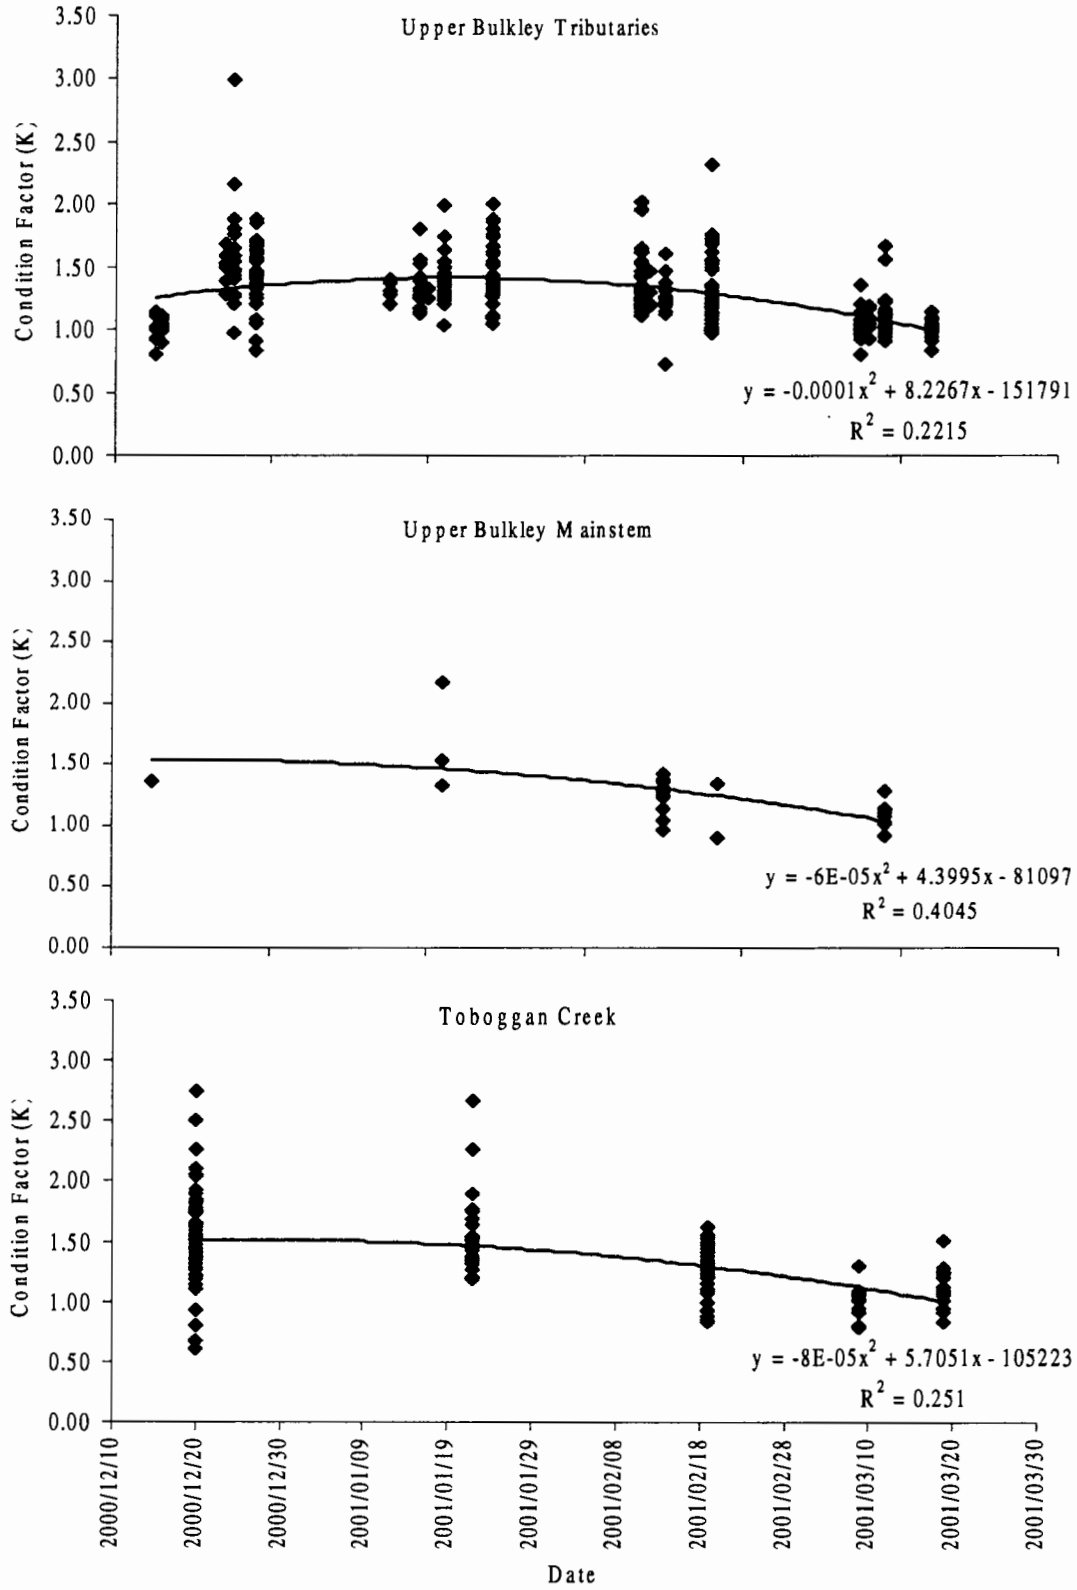 Upper Bulkley Tributaries
Condition Factor (K)
3.50
3.00
2.50
2.00
1.50
1.00
0.50
0.00
y = -0.0001x² + 8.2267x - 151791
R² = 0.2215
Upper Bulkley Mainstem
Condition Factor (K)
3.50
3.00
2.50
2.00
1.50
1.00
0.50
0.00
y = -6E-05x² + 4.3995x - 81097
R² = 0.4045
Toboggan Creek
Condition Factor (K)
3.50
3.00
2.50
2.00
1.50
1.00
0.50
0.00
y = -8E-05x² + 5.7051x - 105223
R² = 0.251
2000/12/10
2000/12/20
2000/12/30
2001/01/09
2001/01/19
2001/01/29
2001/02/08
2001/02/18
2001/02/28
2001/03/10
2001/03/20
2001/03/30
Date